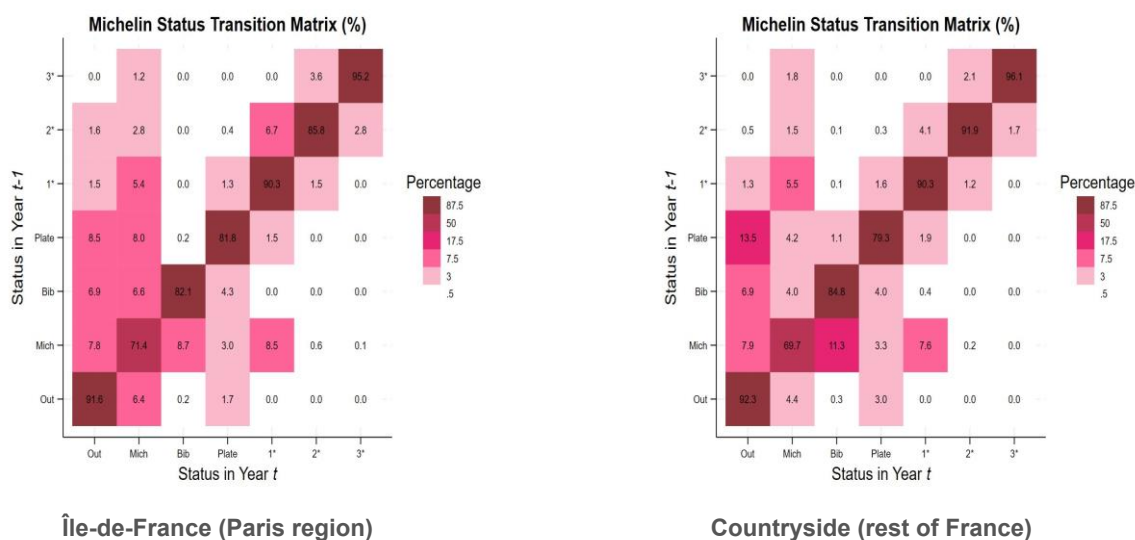 Michelin Status Transition Matrix (%)
Status in Year t-1
3* 0.0 1.2 0.0 0.0 0.0 3.6 95.2
2* 1.6 2.8 0.0 0.4 6.7 85.8 2.8
1* 1.5 5.4 0.0 1.3 90.3 1.5 0.0
Plate 8.5 8.0 0.2 81.8 1.5 0.0 0.0
Bib 6.9 6.6 82.1 4.3 0.0 0.0 0.0
Mich 7.8 71.4 8.7 3.0 8.5 0.6 0.1
Out 91.6 6.4 0.2 1.7 0.0 0.0 0.0
Out Mich Bib Plate 1* 2* 3*
Status in Year t
Percentage
87.5
50
17.5
7.5
3
.5
Île-de-France (Paris region)
Michelin Status Transition Matrix (%)
Status in Year t-1
3* 0.0 1.8 0.0 0.0 0.0 2.1 96.1
2* 0.5 1.5 0.1 0.3 4.1 91.9 1.7
1* 1.3 5.5 0.1 1.6 90.3 1.2 0.0
Plate 13.5 4.2 1.1 79.3 1.9 0.0 0.0
Bib 6.9 4.0 84.8 4.0 0.4 0.0 0.0
Mich 7.9 69.7 11.3 3.3 7.6 0.2 0.0
Out 92.3 4.4 0.3 3.0 0.0 0.0 0.0
Out Mich Bib Plate 1* 2* 3*
Status in Year t
Percentage
87.5
50
17.5
7.5
3
.5
Countryside (rest of France)